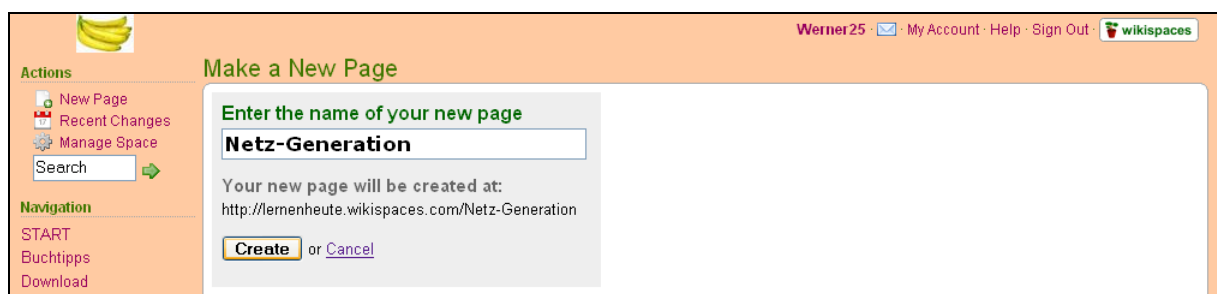 Werner25 · My Account · Help · Sign Out · wikispaces
Actions
New Page
Recent Changes
Manage Space
Search
Navigation
START
Buchtipps
Download
Make a New Page
Enter the name of your new page
Netz-Generation
Your new page will be created at:
http://lernenheute.wikispaces.com/Netz-Generation
Create or Cancel